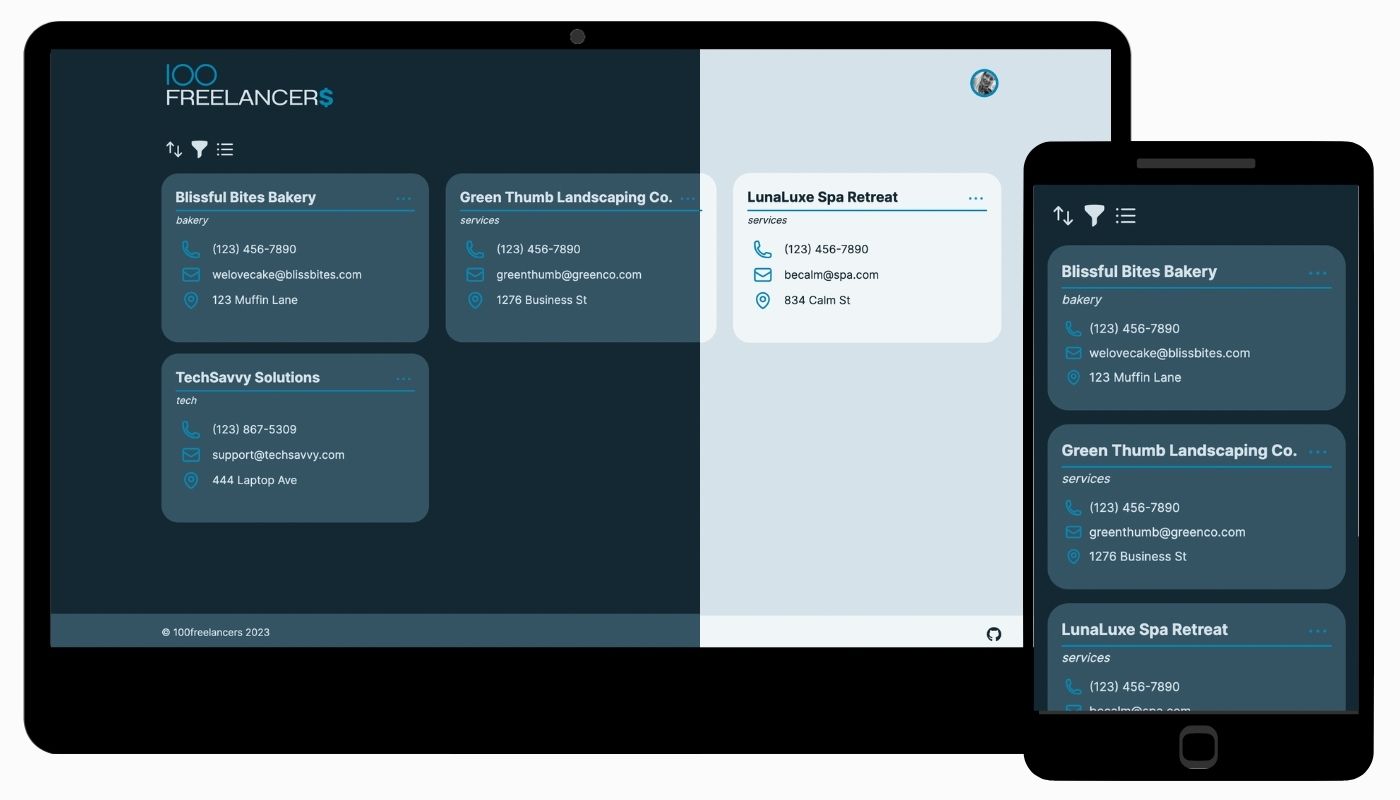 100
FREELANCER$
Blissful Bites Bakery
bakery
(123) 456-7890
welovecake@blissbites.com
123 Muffin Lane
Green Thumb Landscaping Co.
services
(123) 456-7890
greenthumb@greenco.com
1276 Business St
LunaLuxe Spa Retreat
services
(123) 456-7890
becalm@spa.com
834 Calm St
TechSavvy Solutions
tech
(123) 867-5309
support@techsavvy.com
444 Laptop Ave
© 100freelancers 2023
Blissful Bites Bakery
bakery
(123) 456-7890
welovecake@blissbites.com
123 Muffin Lane
Green Thumb Landscaping Co.
services
(123) 456-7890
greenthumb@greenco.com
1276 Business St
LunaLuxe Spa Retreat
services
(123) 456-7890
becalm@spa.com